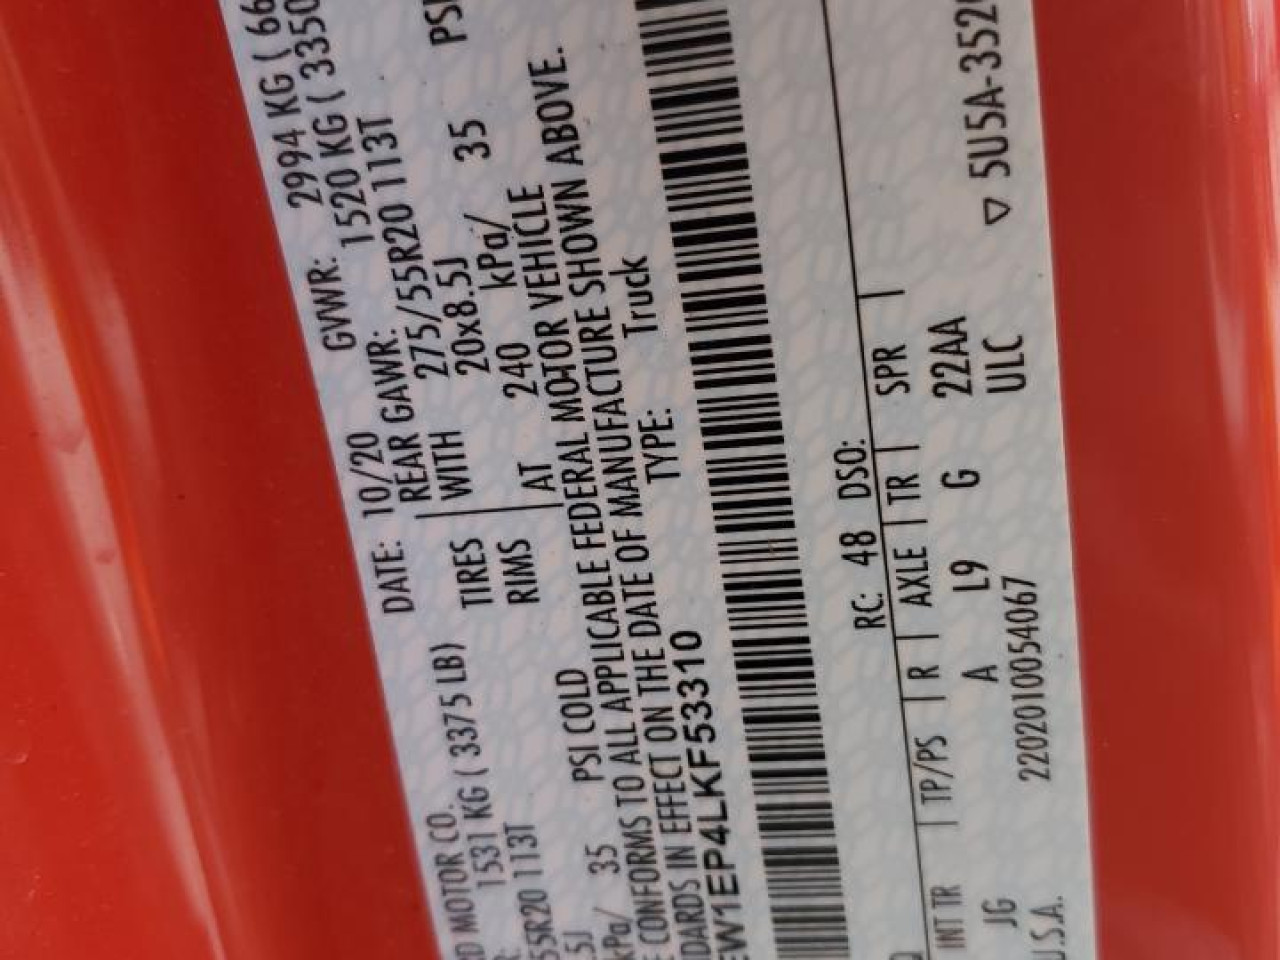 RD MOTOR CO. DATE: 10/20 GVWR: 2994 KG ( 66
1531 KG ( 3375 LB) REAR GAWR: 1520 KG ( 3350
55R20 113T TIRES WITH 275/55R20 113T
.5J RIMS 20x8.5J
kPa/ 35 PSI COLD AT 240 kPa/ 35 PSI
E CONFORMS TO ALL APPLICABLE FEDERAL MOTOR VEHICLE
DARDS IN EFFECT ON THE DATE OF MANUFACTURE SHOWN ABOVE.
EW1EP4LKF53310 TYPE: Truck
RC: 48 DSO:
INT TR | TP/PS | R | AXLE | TR | SPR |
JG A L9 G 22AA
U.S.A. 2202010054067 ULC
▽ 5U5A-352